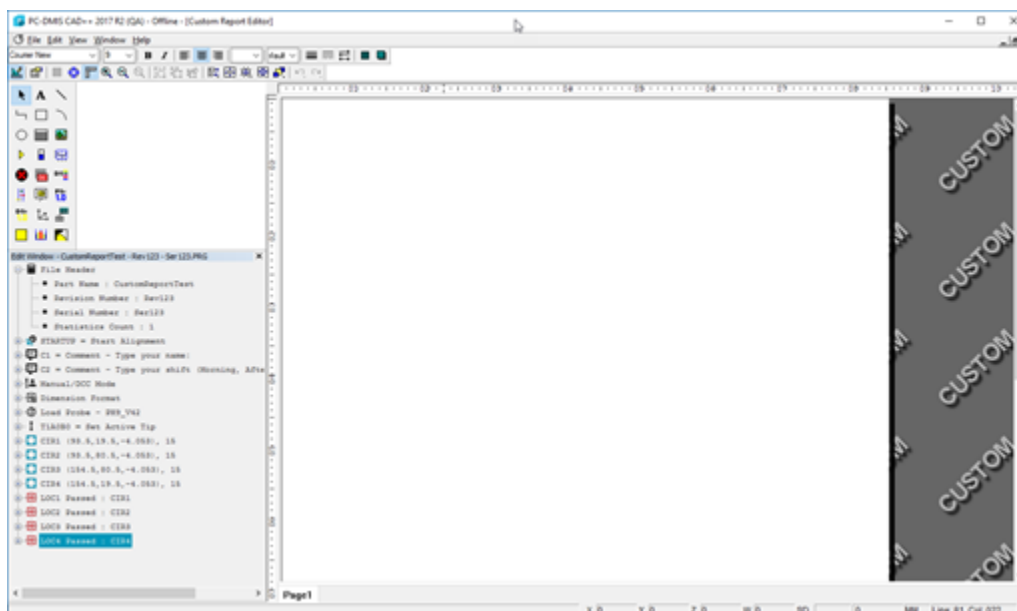 PC-DMIS CAD++ 2017 R2 (QA) - Offline - [Custom Report Editor]
File Edit View Window Help
Courier New 9
Edit Window - CustomReportTest - Rev123 - Ser123.PRG
File Header
Part Name : CustomReportTest
Revision Number : Rev123
Serial Number : Ser123
Statistics Count : 1
STARTUP = Start Alignment
C1 = Comment - Type your name:
C2 = Comment - Type your shift (Morning, Afte
Manual/DCC Mode
Dimension Format
Load Probe -
T1A0B0 = Set Active Tip
CIR1 (93.5,19.5,-4.053), 15
CIR2 (93.5,80.5,-4.053), 15
CIR3 (154.5,80.5,-4.053), 15
CIR4 (154.5,19.5,-4.053), 15
LOC1 Passed : CIR1
LOC2 Passed : CIR2
LOC3 Passed : CIR3
LOC4 Passed : CIR4
CUSTOM
CUSTOM
CUSTOM
CUSTOM
CUSTOM
Page1